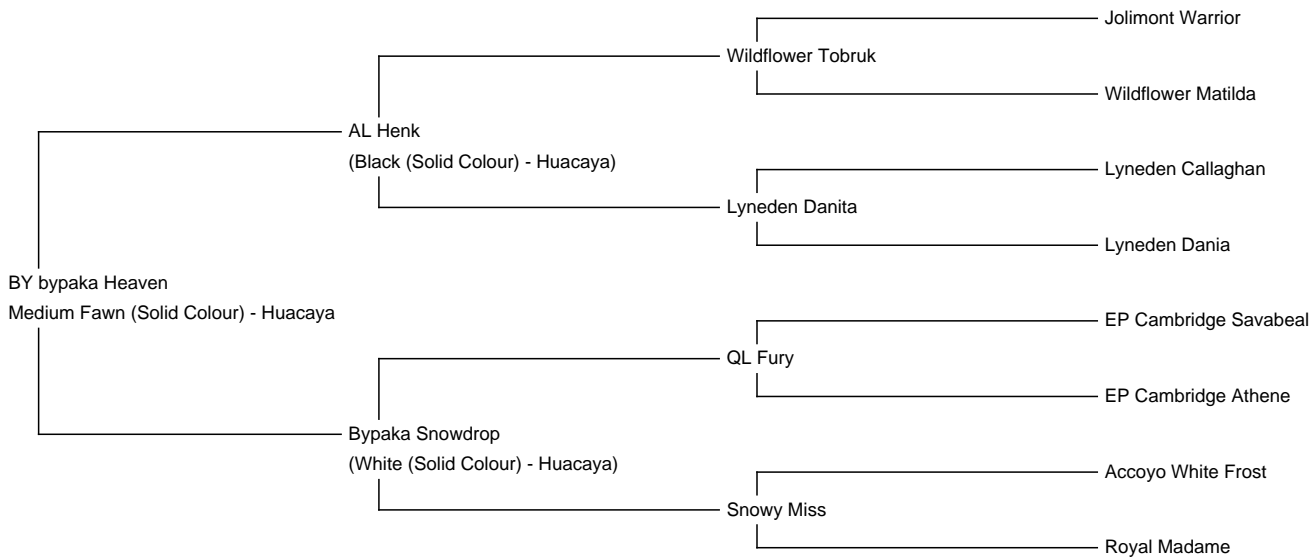 Jolimont Warrior
Wildflower Tobruk
Wildflower Matilda
AL Henk
(Black (Solid Colour) - Huacaya)
Lyneden Callaghan
Lyneden Danita
Lyneden Dania
BY bypaka Heaven
Medium Fawn (Solid Colour) - Huacaya
EP Cambridge Savabeal
QL Fury
EP Cambridge Athene
Bypaka Snowdrop
(White (Solid Colour) - Huacaya)
Accoyo White Frost
Snowy Miss
Royal Madame